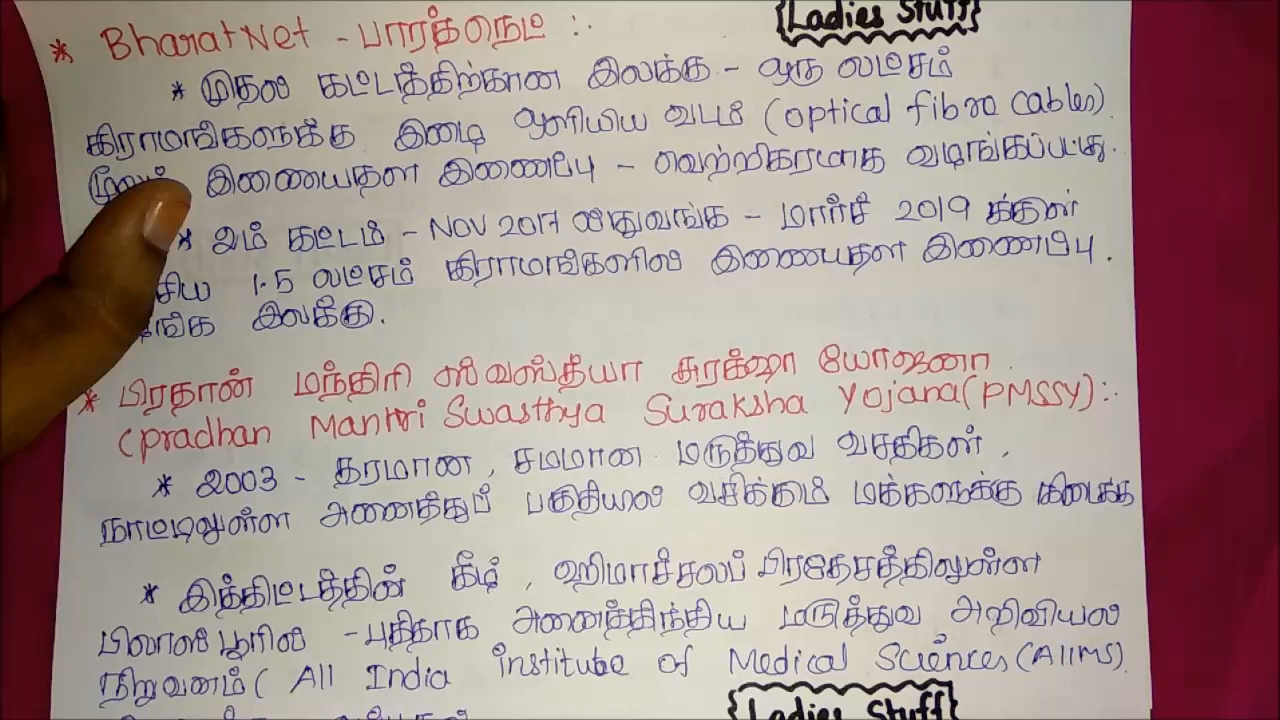 {Ladies Stuff}
* BharatNet - பாரத்நெட் :-
* முதல் கட்டத்திற்கான இலக்கு - ஒரு லட்சம்
கிராமங்களுக்கு இழை ஒளியிய வடம் (optical fibre cables)
மூலம் இணையதள இணைப்பு - வெற்றிகரமாக வழங்கப்பட்டது.
* 2ம் கட்டம் - NOV 2017 துவங்க - மார்ச் 2019 க்குள்
1.5 லட்சம் கிராமங்களில் இணையதள இணைப்பு.
இலக்கு.
* பிரதான் மந்திரி ஸ்வஸ்தியா சுரக்ஷா யோஜனா
(pradhan Mantri Swasthya Suraksha Yojana(PMSSY):-
* 2003 - தரமான, சமமான மருத்துவ வசதிகள்,
நாட்டிலுள்ள அனைத்துப் பகுதியில் வசிக்கும் மக்களுக்கு கிடைக்க
* இத்திட்டத்தின் கீழ், ஹிமாச்சலப் பிரதேசத்திலுள்ள
பிலாஸ்பூரில் - புதிதாக அனைத்திந்திய மருத்துவ அறிவியல்
நிறுவனம் ( All India Institute of Medical Sciences (AIIMS)
{Ladies Stuff}